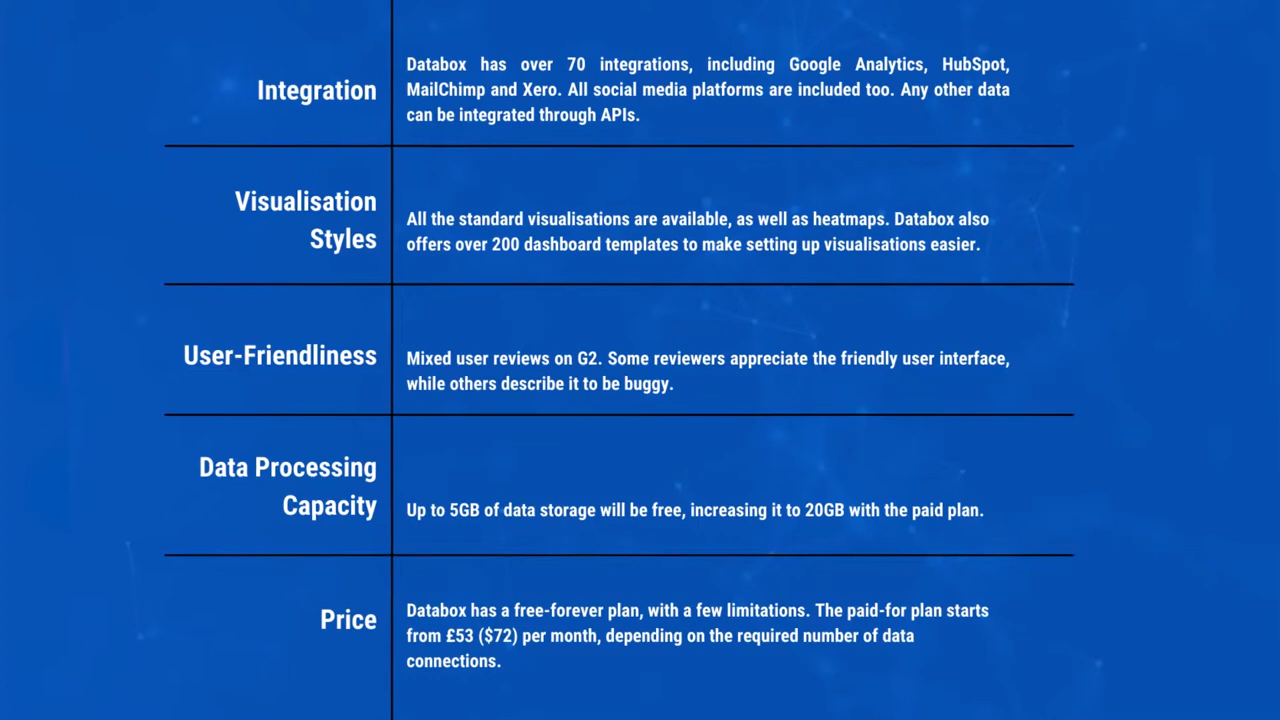 Integration
Databox has over 70 integrations, including Google Analytics, HubSpot,
MailChimp and Xero. All social media platforms are included too. Any other data
can be integrated through APIs.
Visualisation
Styles
All the standard visualisations are available, as well as heatmaps. Databox also
offers over 200 dashboard templates to make setting up visualisations easier.
User-Friendliness
Mixed user reviews on G2. Some reviewers appreciate the friendly user interface,
while others describe it to be buggy.
Data Processing
Capacity
Up to 5GB of data storage will be free, increasing it to 20GB with the paid plan.
Price
Databox has a free-forever plan, with a few limitations. The paid-for plan starts
from £53 ($72) per month, depending on the required number of data
connections.